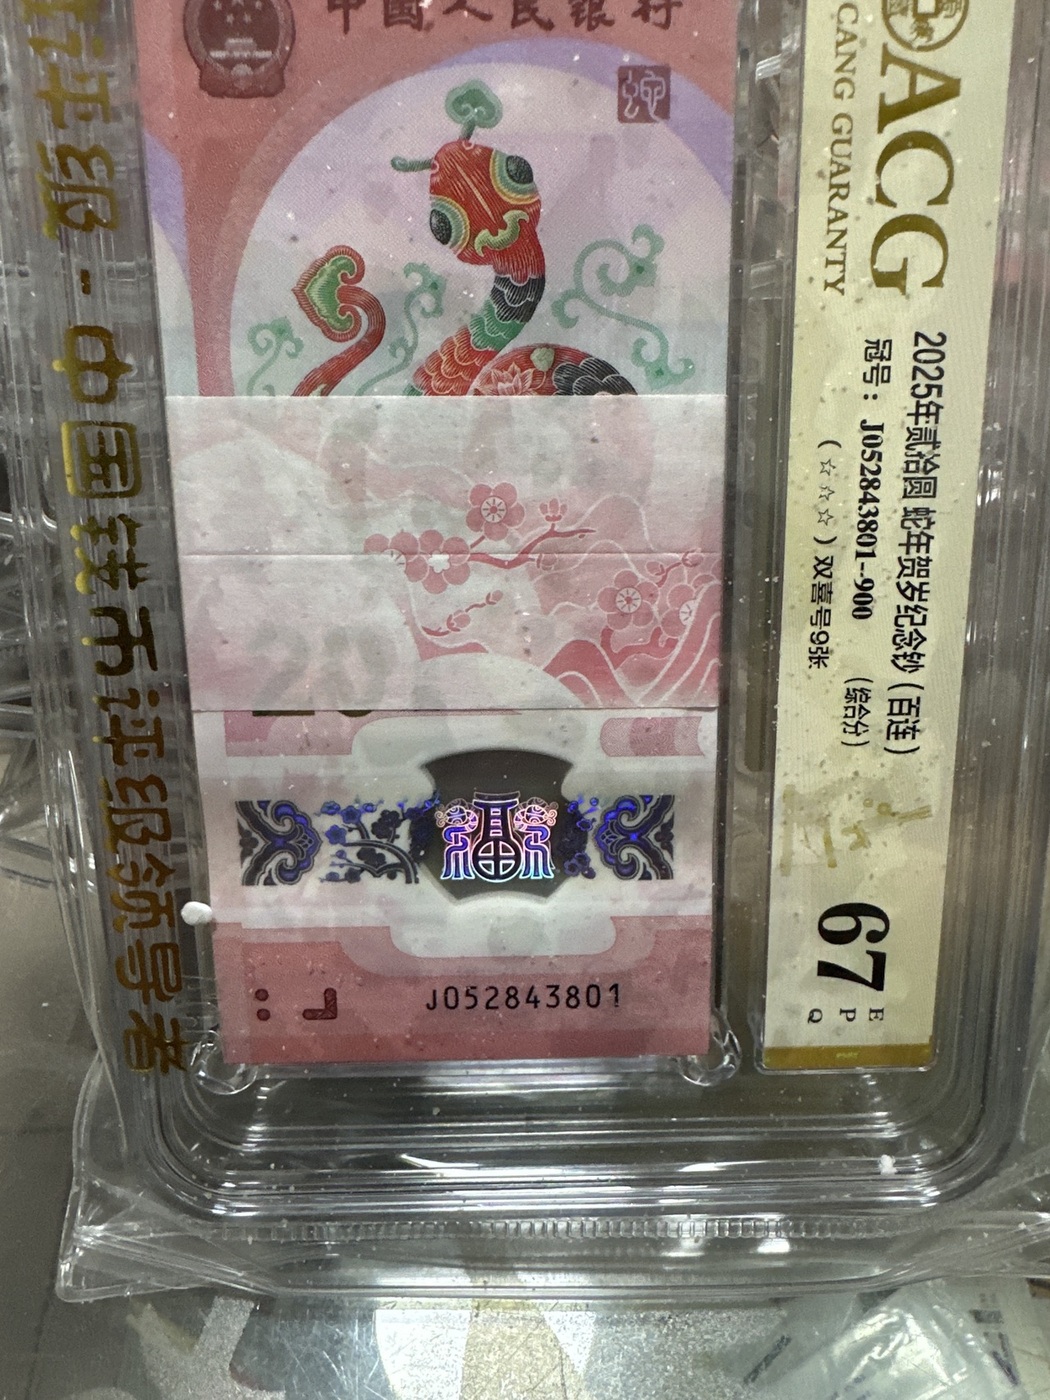 中国人民银行
蛇
J052843801
ACG
CANG GUARANTY
2025年贰拾圆 蛇年贺岁纪念钞（百连）
冠号：J052843801--900 （综合分）
（☆☆☆）双喜号9张
67
E
P
Q
中国钱币评级领导者